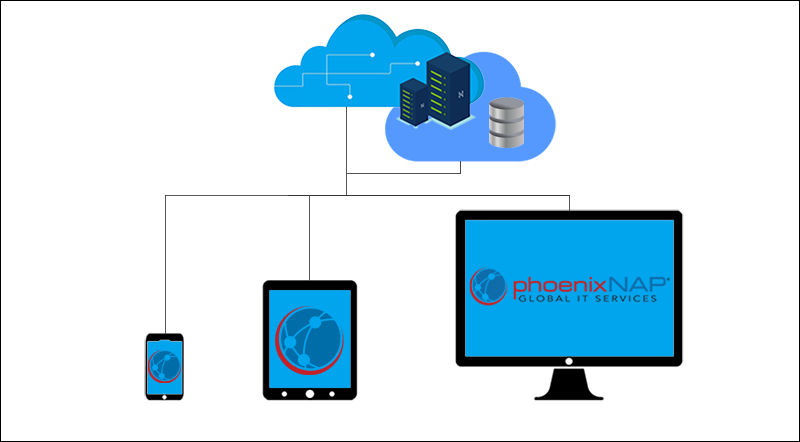 phoenixNAP®
GLOBAL IT SERVICES